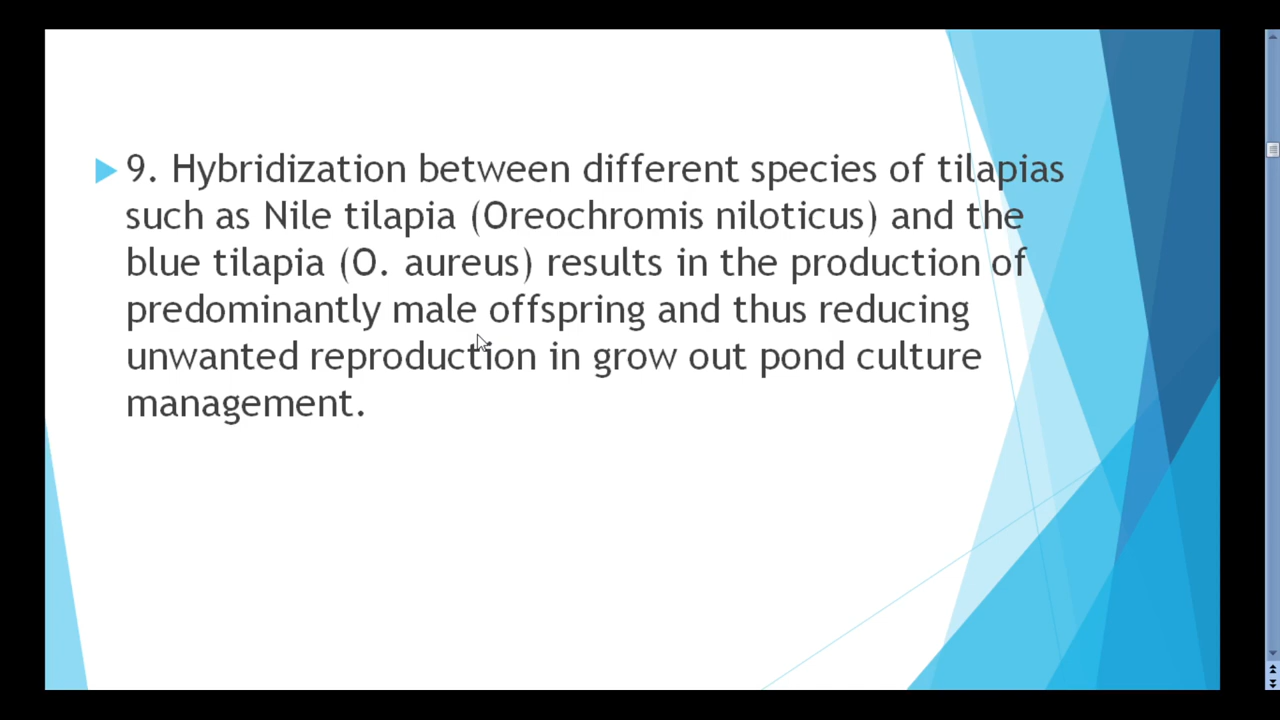 9. Hybridization between different species of tilapias
such as Nile tilapia (Oreochromis niloticus) and the
blue tilapia (O. aureus) results in the production of
predominantly male offspring and thus reducing
unwanted reproduction in grow out pond culture
management.